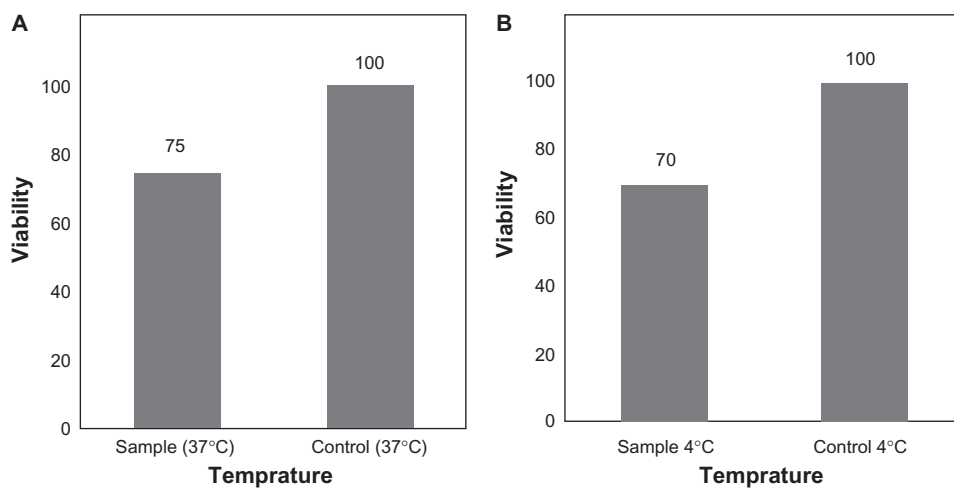 A
Viability
100
80
60
40
20
0
75
100
Sample (37°C) Control (37°C)
Temprature
B
Viability
100
80
60
40
20
0
70
100
Sample 4°C Control 4°C
Temprature